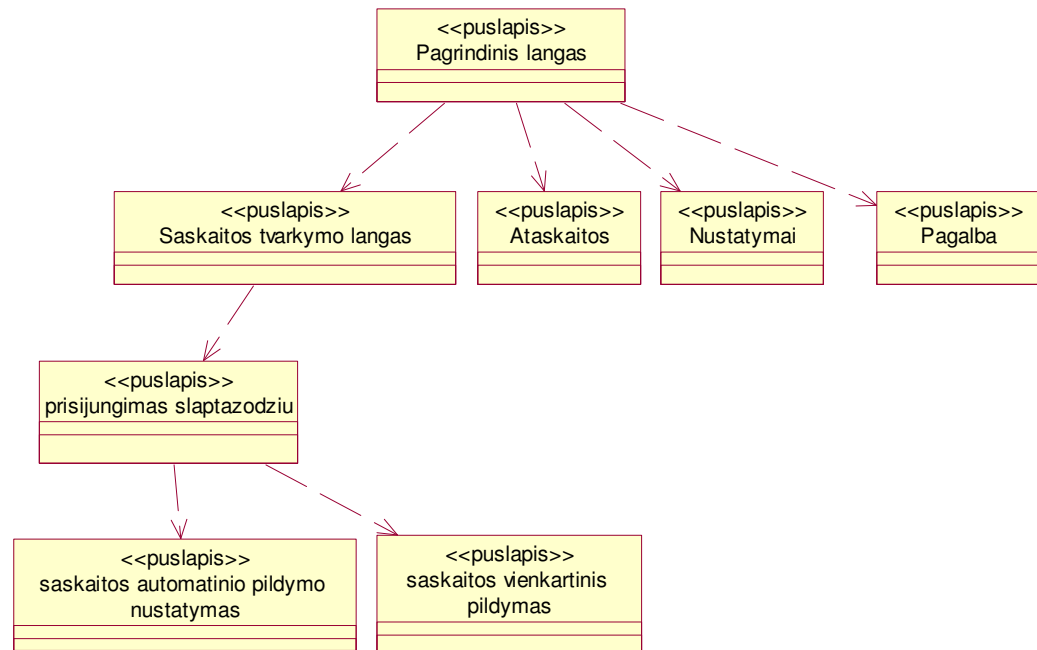 <<puslapis>>
Pagrindinis langas
<<puslapis>>
Saskaitos tvarkymo langas
<<puslapis>>
Ataskaitos
<<puslapis>>
Nustatymai
<<puslapis>>
Pagalba
<<puslapis>>
prisijungimas slaptazodziu
<<puslapis>>
saskaitos automatinio pildymo
nustatymas
<<puslapis>>
saskaitos vienkartinis
pildymas